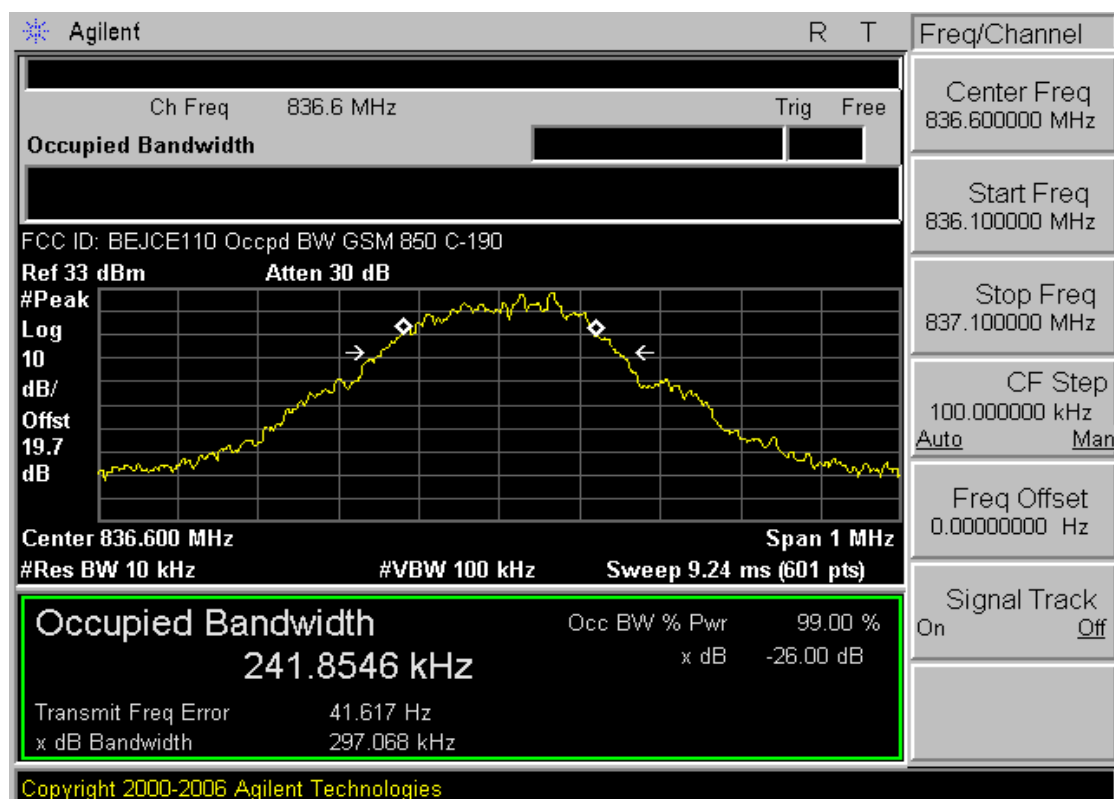 Agilent R T
Ch Freq 836.6 MHz Trig Free
Occupied Bandwidth
FCC ID: BEJCE110 Occpd BW GSM 850 C-190
Ref 33 dBm Atten 30 dB
#Peak
Log
10
dB/
Offst
19.7
dB
Center 836.600 MHz Span 1 MHz
#Res BW 10 kHz #VBW 100 kHz Sweep 9.24 ms (601 pts)
Occupied Bandwidth Occ BW % Pwr 99.00 %
241.8546 kHz x dB -26.00 dB
Transmit Freq Error 41.617 Hz
x dB Bandwidth 297.068 kHz
Copyright 2000-2006 Agilent Technologies
Freq/Channel
Center Freq
836.600000 MHz
Start Freq
836.100000 MHz
Stop Freq
837.100000 MHz
CF Step
100.000000 kHz
Auto Man
Freq Offset
0.00000000 Hz
Signal Track
On Off